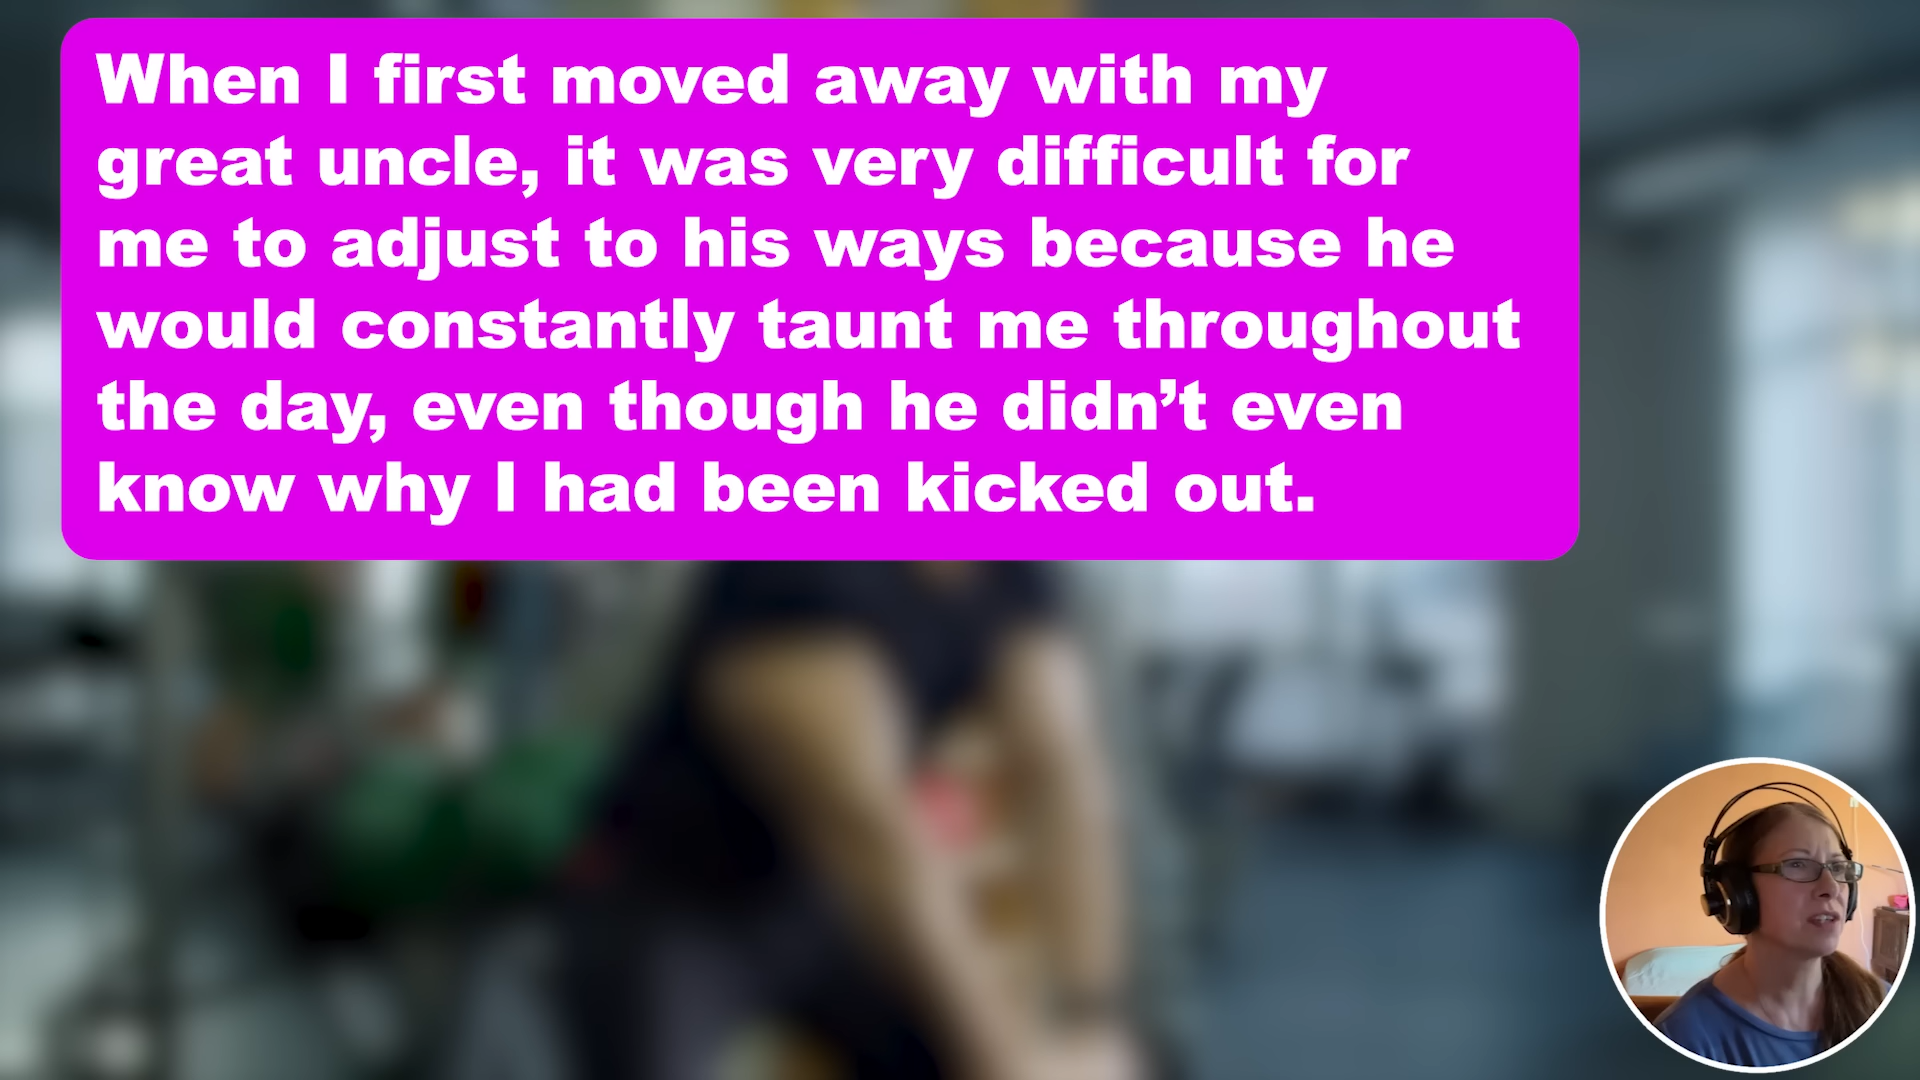 When I first moved away with my
great uncle, it was very difficult for
me to adjust to his ways because he
would constantly taunt me throughout
the day, even though he didn’t even
know why I had been kicked out.